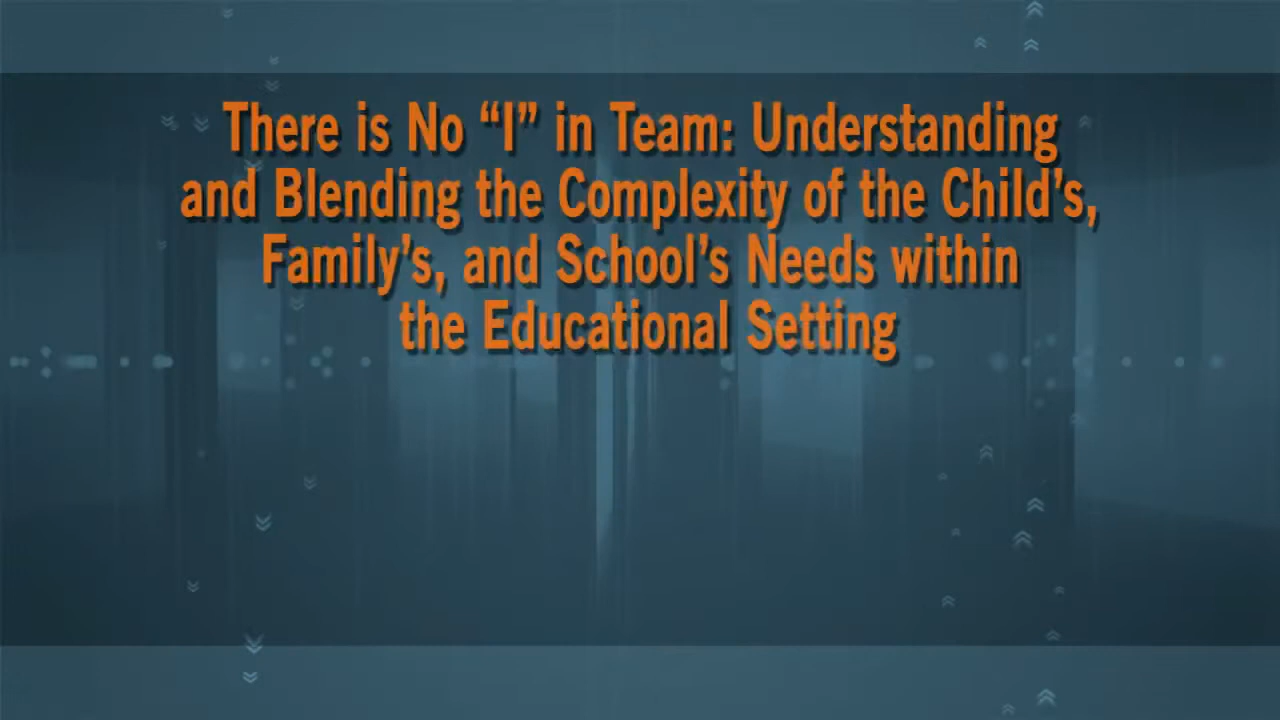 There is No “I” in Team: Understanding
and Blending the Complexity of the Child’s,
Family’s, and School’s Needs within
the Educational Setting